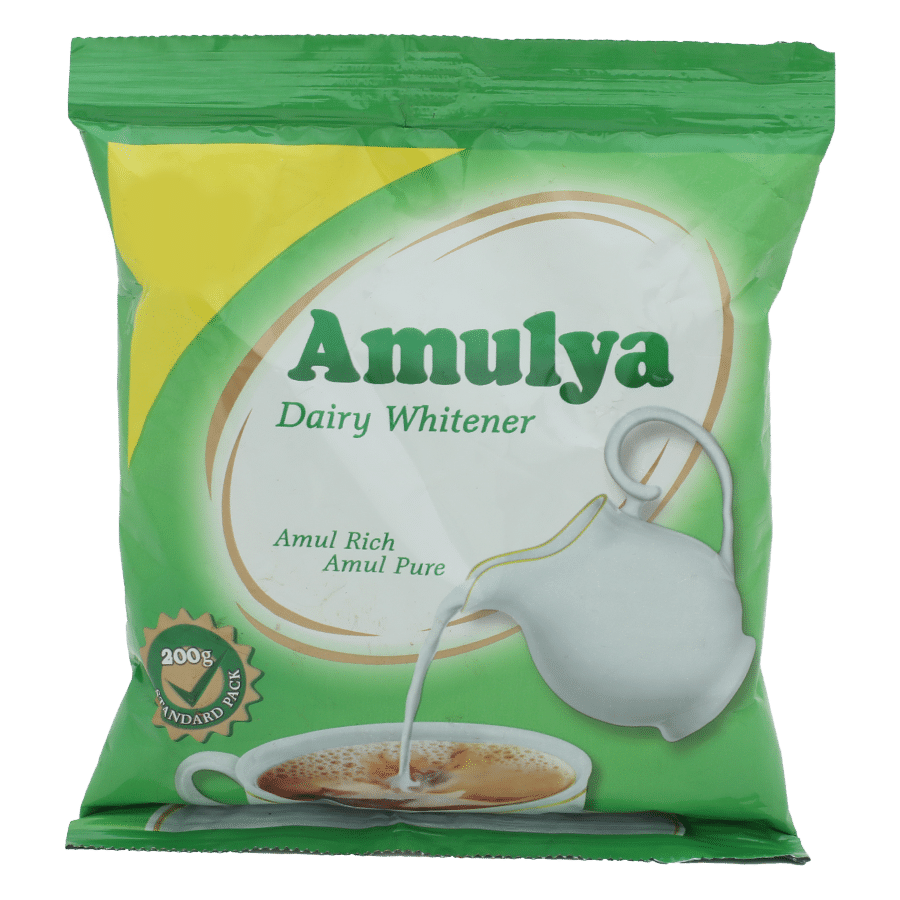 Amulya
Dairy Whitener
Amul Rich
Amul Pure
200g
STANDARD PACK